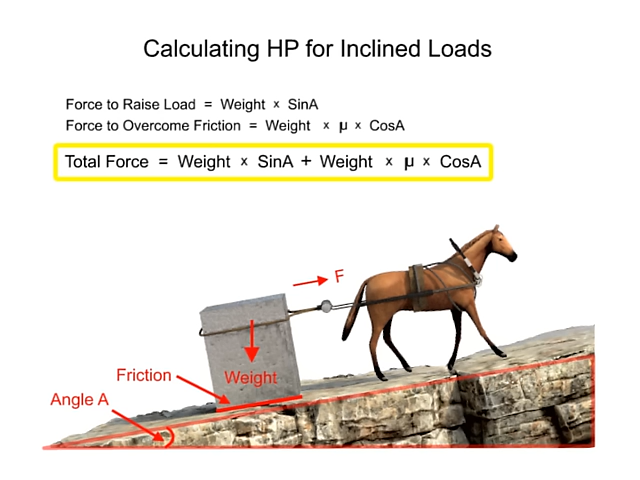 Calculating HP for Inclined Loads
Force to Raise Load = Weight x SinA
Force to Overcome Friction = Weight x µ x CosA
Total Force = Weight x SinA + Weight x µ x CosA
F
Friction
Weight
Angle A